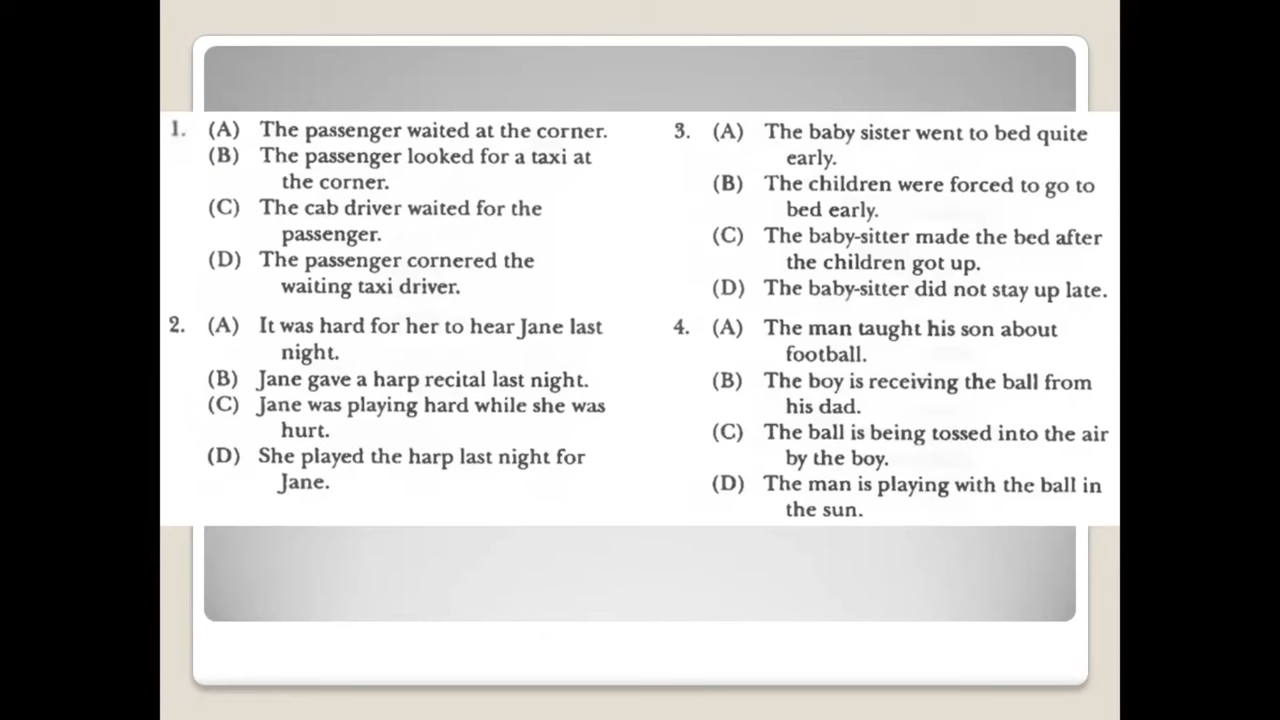 1. (A) The passenger waited at the corner.
(B) The passenger looked for a taxi at
the corner.
(C) The cab driver waited for the
passenger.
(D) The passenger cornered the
waiting taxi driver.
2. (A) It was hard for her to hear Jane last
night.
(B) Jane gave a harp recital last night.
(C) Jane was playing hard while she was
hurt.
(D) She played the harp last night for
Jane.
3. (A) The baby sister went to bed quite
early.
(B) The children were forced to go to
bed early.
(C) The baby-sitter made the bed after
the children got up.
(D) The baby-sitter did not stay up late.
4. (A) The man taught his son about
football.
(B) The boy is receiving the ball from
his dad.
(C) The ball is being tossed into the air
by the boy.
(D) The man is playing with the ball in
the sun.